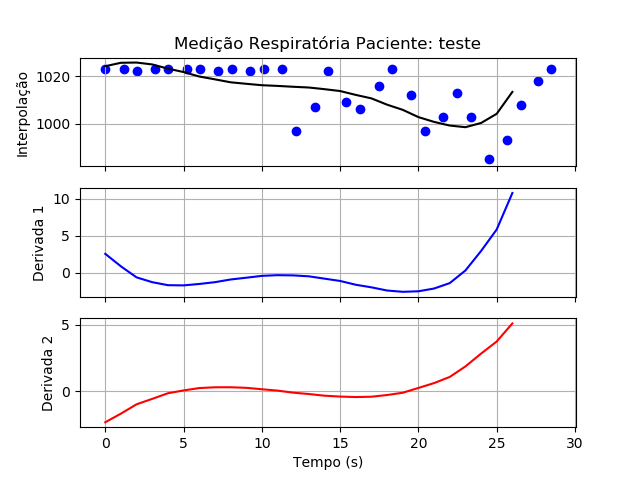 Medição Respiratória Paciente: teste
1020
1000
Interpolação
10
5
0
Derivada 1
5
0
Derivada 2
0 5 10 15 20 25 30
Tempo (s)